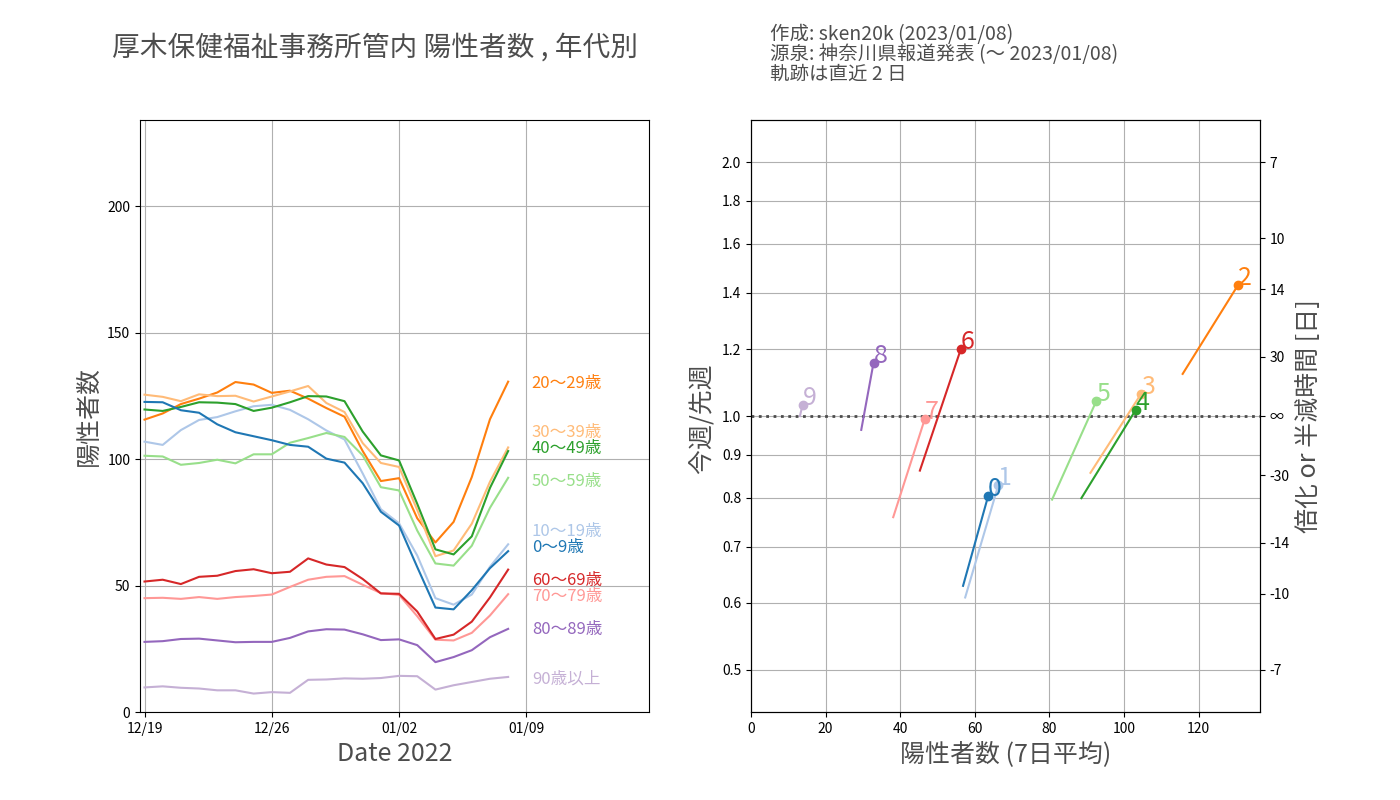 厚木保健福祉事務所管内 陽性者数 , 年代別
作成: sken20k (2023/01/08)
源泉: 神奈川県報道発表 (～ 2023/01/08)
軌跡は直近 2 日
陽性者数
200
150
100
50
0
12/19
12/26
01/02
01/09
Date 2022
20～29歳
30～39歳
40～49歳
50～59歳
10～19歳
0～9歳
60～69歳
70～79歳
80～89歳
90歳以上
今週/先週
2.0
1.8
1.6
1.4
1.2
1.0
0.9
0.8
0.7
0.6
0.5
0
20
40
60
80
100
120
陽性者数 (7日平均)
2
6
8
3
5
9
4
7
1
0
7
10
14
30
∞
-30
-14
-10
-7
倍化 or 半減時間 [日]